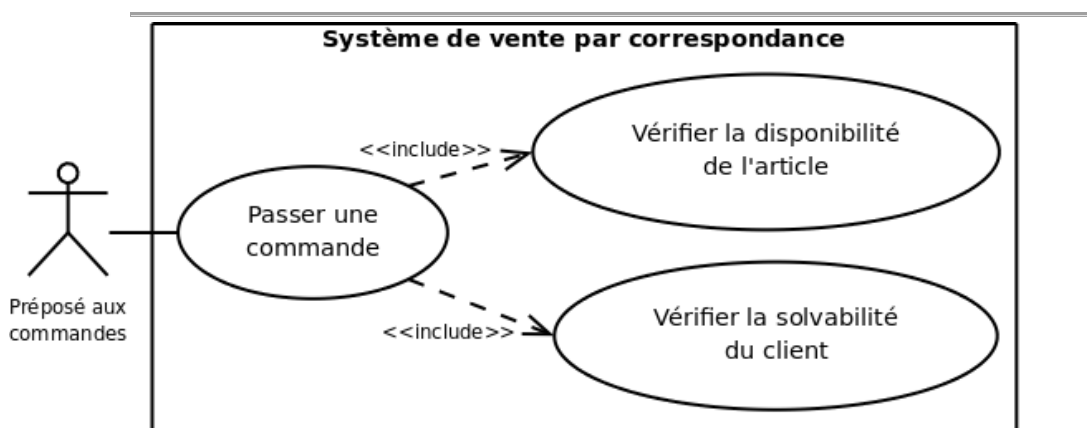 Système de vente par correspondance
Vérifier la disponibilité
de l'article
<<include>>
Passer une
commande
Préposé aux
commandes
<<include>>
Vérifier la solvabilité
du client